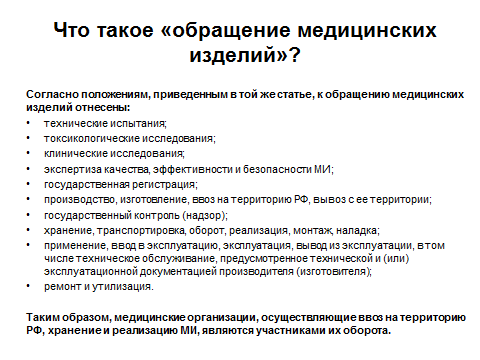 Что такое «обращение медицинских
изделий»?
Согласно положениям, приведенным в той же статье, к обращению медицинских
изделий отнесены:
• технические испытания;
• токсикологические исследования;
• клинические исследования;
• экспертиза качества, эффективности и безопасности МИ;
• государственная регистрация;
• производство, изготовление, ввоз на территорию РФ, вывоз с ее территории;
• государственный контроль (надзор);
• хранение, транспортировка, оборот, реализация, монтаж, наладка;
• применение, ввод в эксплуатацию, эксплуатация, вывод из эксплуатации, в том
числе техническое обслуживание, предусмотренное технической и (или)
эксплуатационной документацией производителя (изготовителя);
• ремонт и утилизация.
Таким образом, медицинские организации, осуществляющие ввоз на территорию
РФ, хранение и реализацию МИ, являются участниками их оборота.